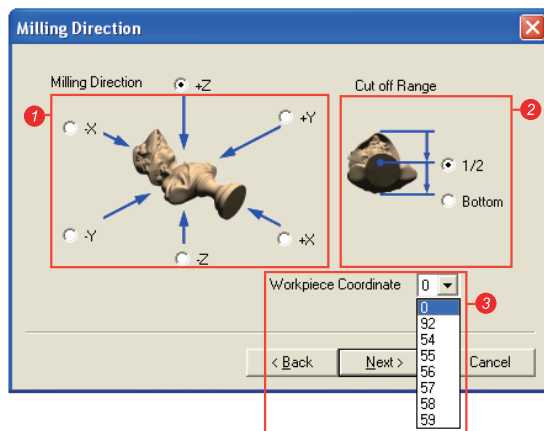 Milling Direction
Milling Direction
+Z
Cut off Range
1
2
-X
+Y
1/2
-Y
Bottom
-Z
+X
Workpiece Coordinate
0
3
0
92
54
55
56
57
58
59
< Back
Next >
Cancel